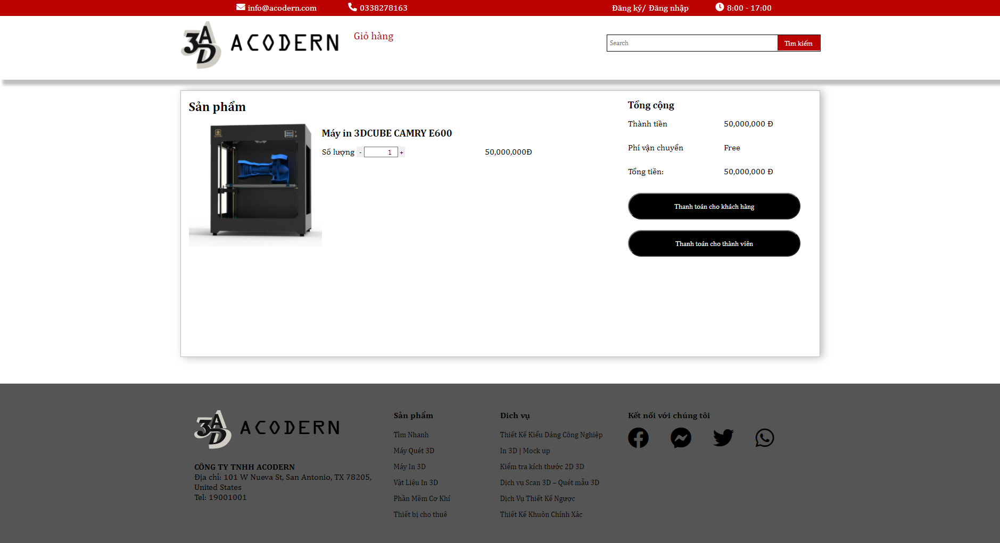 info@acodern.com
0338278163
Đăng ký/ Đăng nhập
8:00 - 17:00
3AD ACODERN
Giỏ hàng
Search
Tìm kiếm
Sản phẩm
Máy in 3DCUBE CAMRY E600
Số lượng - 1 +
50,000,000Đ
Tổng cộng
Thành tiền 50,000,000 Đ
Phí vận chuyển Free
Tổng tiền: 50,000,000 Đ
Thanh toán cho khách hàng
Thanh toán cho thành viên
3AD ACODERN
CÔNG TY TNHH ACODERN
Địa chỉ: 101 W Nueva St, San Antonio, TX 78205,
United States
Tel: 19001001
Sản phẩm
Tìm Nhanh
Máy Quét 3D
Máy In 3D
Vật Liệu In 3D
Phần Mềm Cơ Khí
Thiết bị cho thuê
Dich vụ
Thiết Kế Kiểu Dáng Công Nghiệp
In 3D | Mock up
Kiểm tra kích thước 2D 3D
Dịch vụ Scan 3D – Quét mẫu 3D
Dịch Vụ Thiết Kế Ngược
Thiết Kế Khuôn Chính Xác
Kết nối với chúng tôi